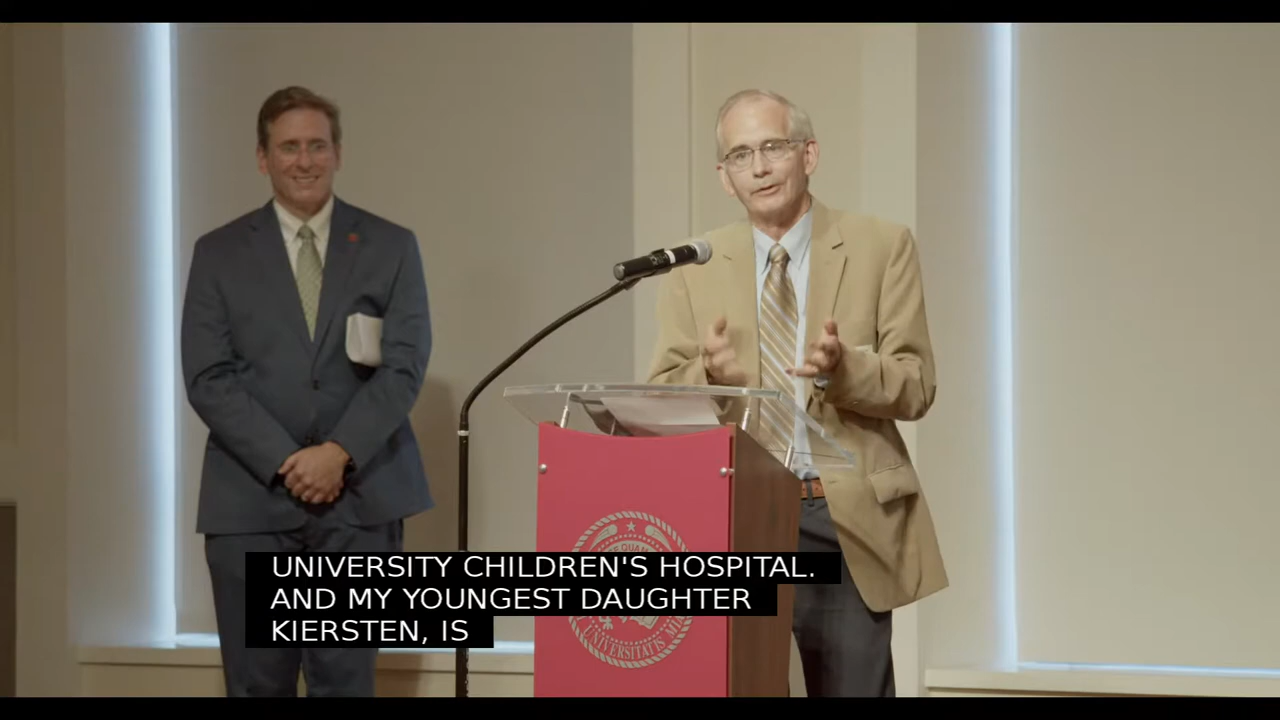 UNIVERSITY CHILDREN'S HOSPITAL.
AND MY YOUNGEST DAUGHTER
KIERSTEN, IS